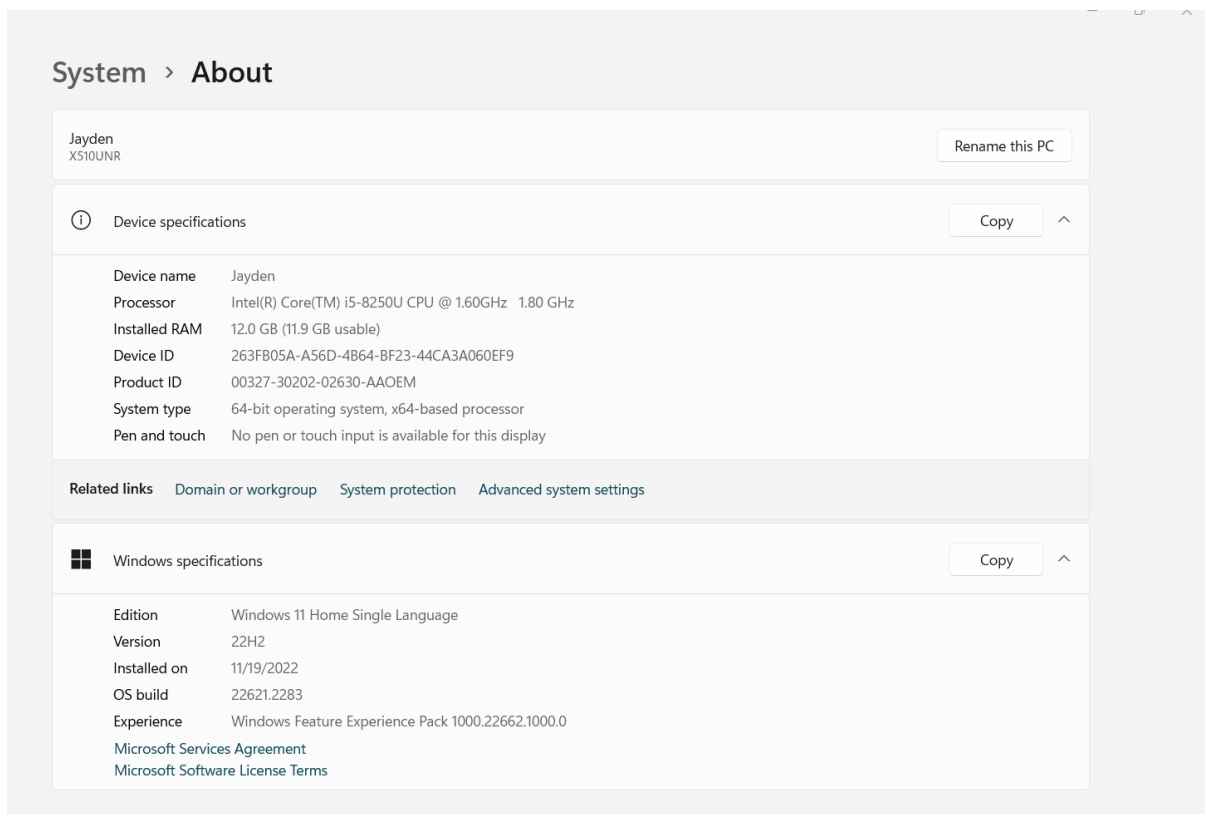 System > About
Jayden
X510UNR
Rename this PC
Device specifications Copy
Device name Jayden
Processor Intel(R) Core(TM) i5-8250U CPU @ 1.60GHz 1.80 GHz
Installed RAM 12.0 GB (11.9 GB usable)
Device ID 263FB05A-A56D-4B64-BF23-44CA3A060EF9
Product ID 00327-30202-02630-AAOEM
System type 64-bit operating system, x64-based processor
Pen and touch No pen or touch input is available for this display
Related links Domain or workgroup System protection Advanced system settings
Windows specifications Copy
Edition Windows 11 Home Single Language
Version 22H2
Installed on 11/19/2022
OS build 22621.2283
Experience Windows Feature Experience Pack 1000.22662.1000.0
Microsoft Services Agreement
Microsoft Software License Terms